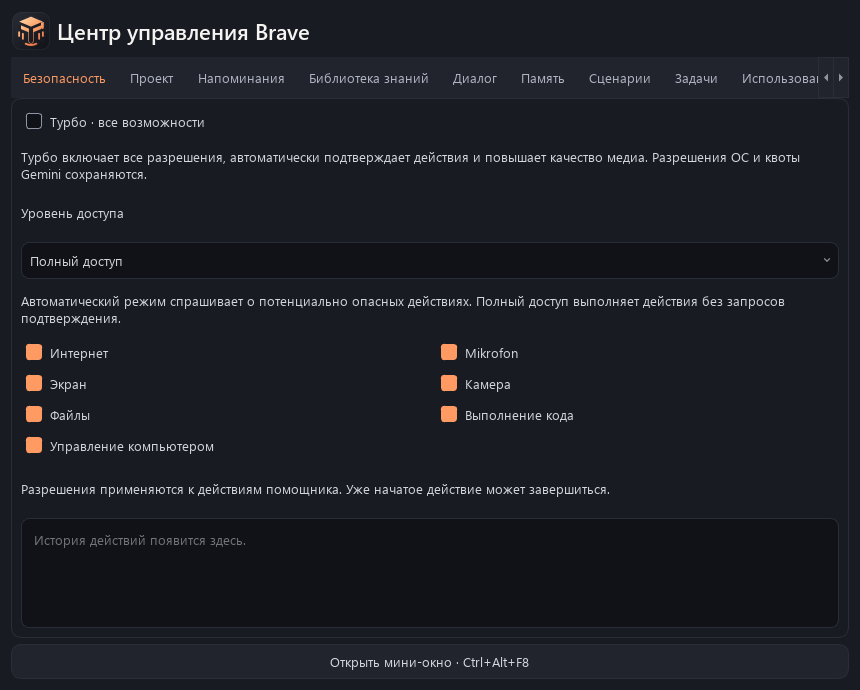 Центр управления Brave
Безопасность
Проект
Напоминания
Библиотека знаний
Диалог
Память
Сценарии
Задачи
Использова
Турбо · все возможности
Турбо включает все разрешения, автоматически подтверждает действия и повышает качество медиа. Разрешения ОС и квоты
Gemini сохраняются.
Уровень доступа
Полный доступ
Автоматический режим спрашивает о потенциально опасных действиях. Полный доступ выполняет действия без запросов
подтверждения.
Интернет
Mikrofon
Экран
Камера
Файлы
Выполнение кода
Управление компьютером
Разрешения применяются к действиям помощника. Уже начатое действие может завершиться.
История действий появится здесь.
Открыть мини-окно · Ctrl+Alt+F8